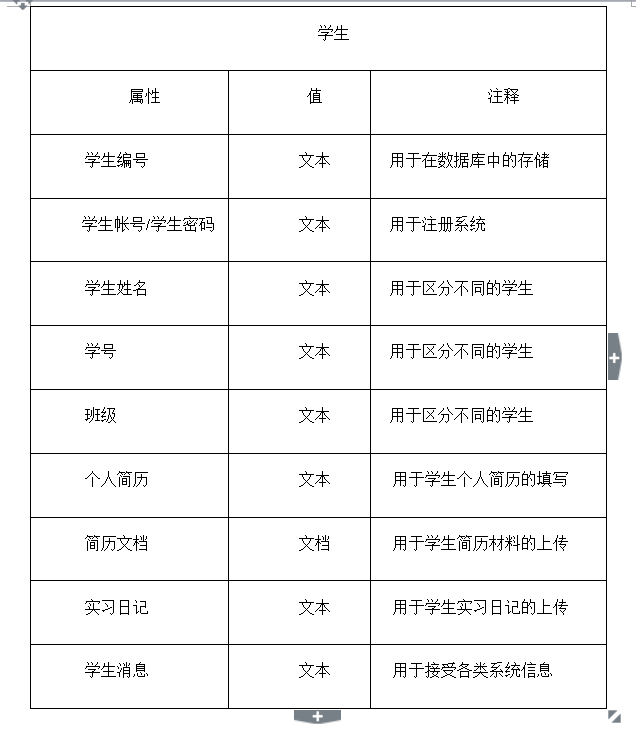 学生
属性 值 注释
学生编号 文本 用于在数据库中的存储
学生帐号/学生密码 文本 用于注册系统
学生姓名 文本 用于区分不同的学生
学号 文本 用于区分不同的学生
班级 文本 用于区分不同的学生
个人简历 文本 用于学生个人简历的填写
简历文档 文档 用于学生简历材料的上传
实习日记 文本 用于学生实习日记的上传
学生消息 文本 用于接受各类系统信息